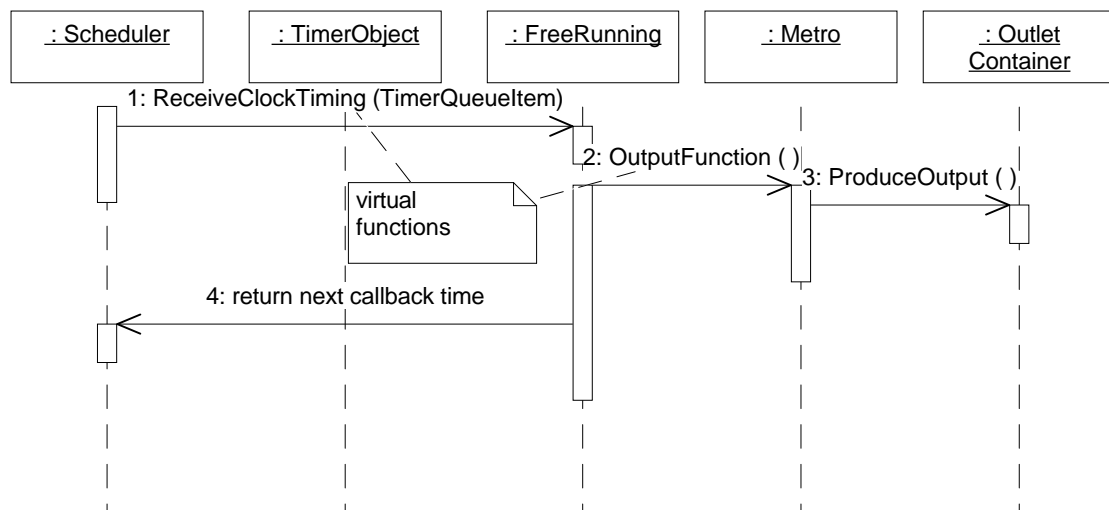 : Scheduler
: TimerObject
: FreeRunning
: Metro
: Outlet
Container
1: ReceiveClockTiming (TimerQueueItem)
2: OutputFunction ( )
3: ProduceOutput ( )
virtual
functions
4: return next callback time